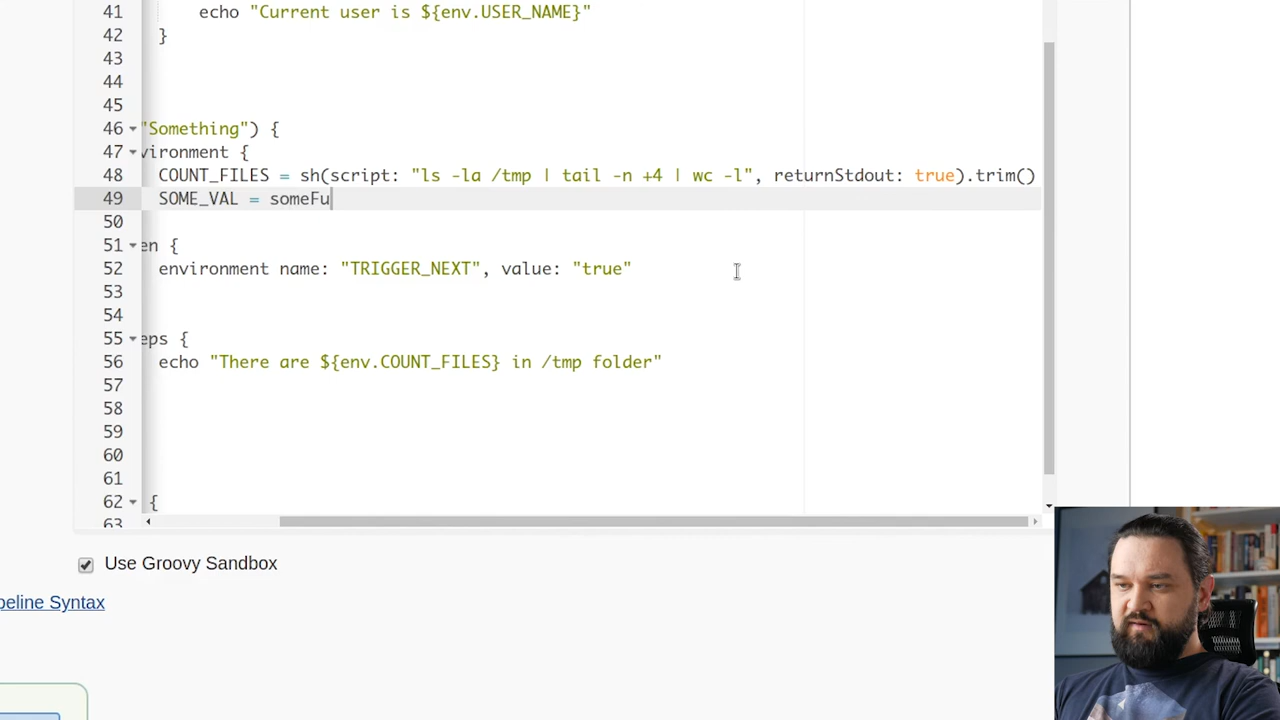 41 echo "Current user is ${env.USER_NAME}"
42 }
43
44
45
46 "Something") {
47 vironment {
48 COUNT_FILES = sh(script: "ls -la /tmp | tail -n +4 | wc -l", returnStdout: true).trim()
49 SOME_VAL = someFu
50
51 en {
52 environment name: "TRIGGER_NEXT", value: "true"
53
54
55 eps {
56 echo "There are ${env.COUNT_FILES} in /tmp folder"
57
58
59
60
61
62 {
63
Use Groovy Sandbox
peline Syntax